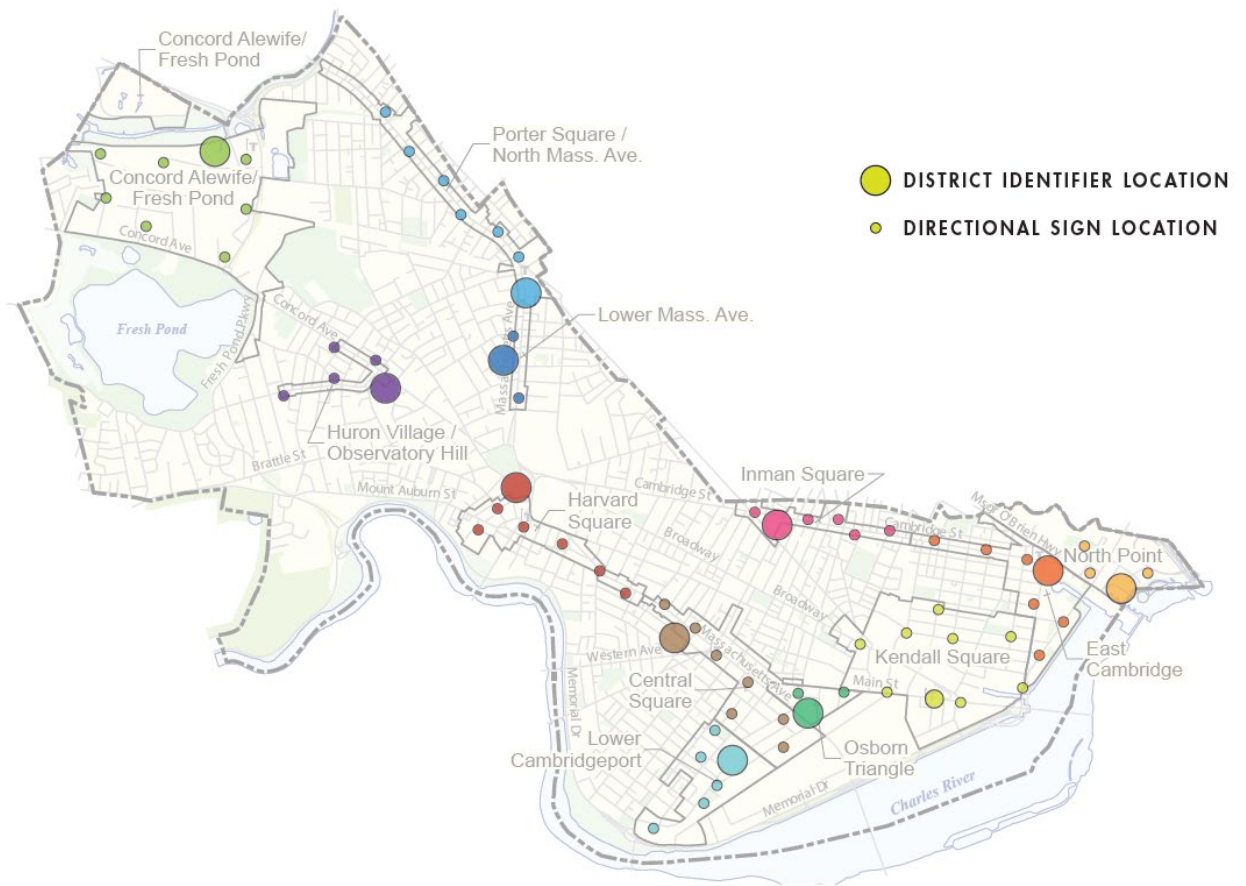 Concord Alewife/
Fresh Pond
Porter Square /
North Mass. Ave.
DISTRICT IDENTIFIER LOCATION
DIRECTIONAL SIGN LOCATION
T
Concord Alewife/
Fresh Pond
Concord Ave
T
Fresh Pond
Fresh Pond Pkwy
Concord Ave
Massachusetts Ave
Lower Mass. Ave.
Huron Village /
Observatory Hill
Brattle St
Mount Auburn St
Harvard
Square
Cambridge St
Inman Square
Cambridge St
Msgr. O'Brien Hwy
North Point
Broadway
Broadway
Western Ave
Massachusetts Ave
Kendall Square
East
Cambridge
Main St
Central
Square
Memorial Dr
Lower
Cambridgeport
Osborn
Triangle
Memorial Dr
Charles River